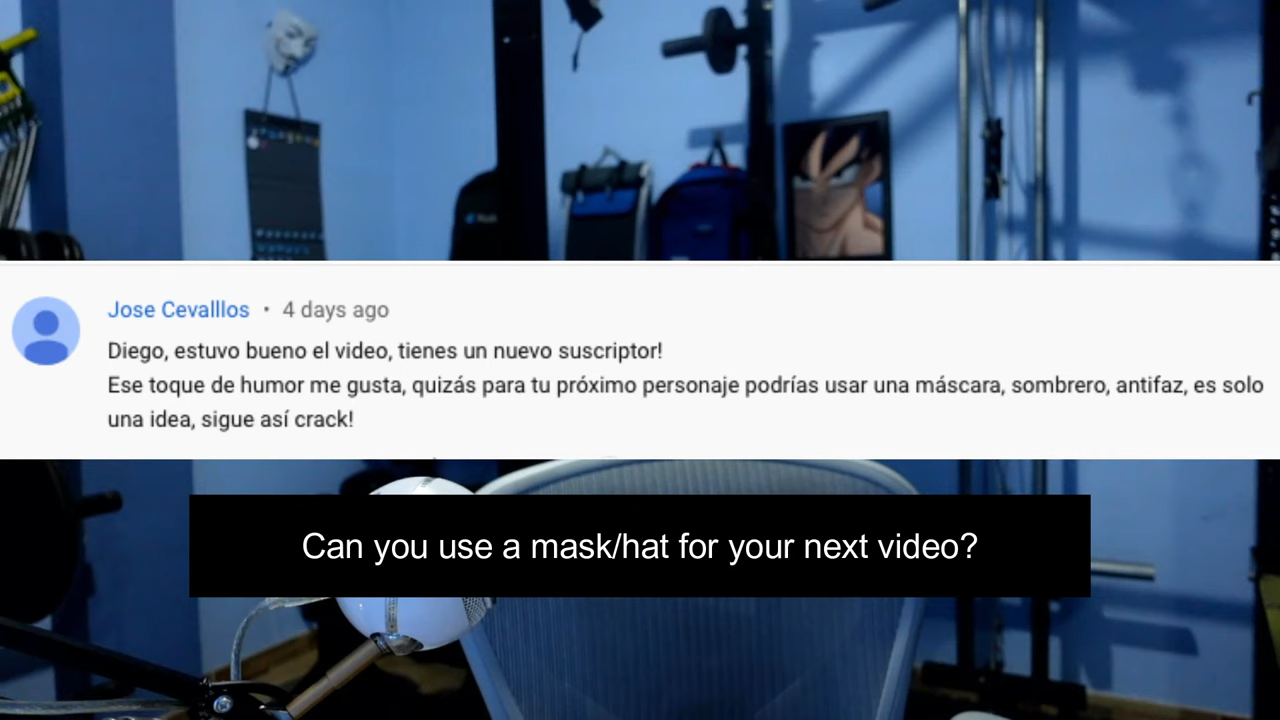 Jose Cevalllos • 4 days ago
Diego, estuvo bueno el video, tienes un nuevo suscriptor!
Ese toque de humor me gusta, quizás para tu próximo personaje podrías usar una máscara, sombrero, antifaz, es solo
una idea, sigue así crack!
Can you use a mask/hat for your next video?